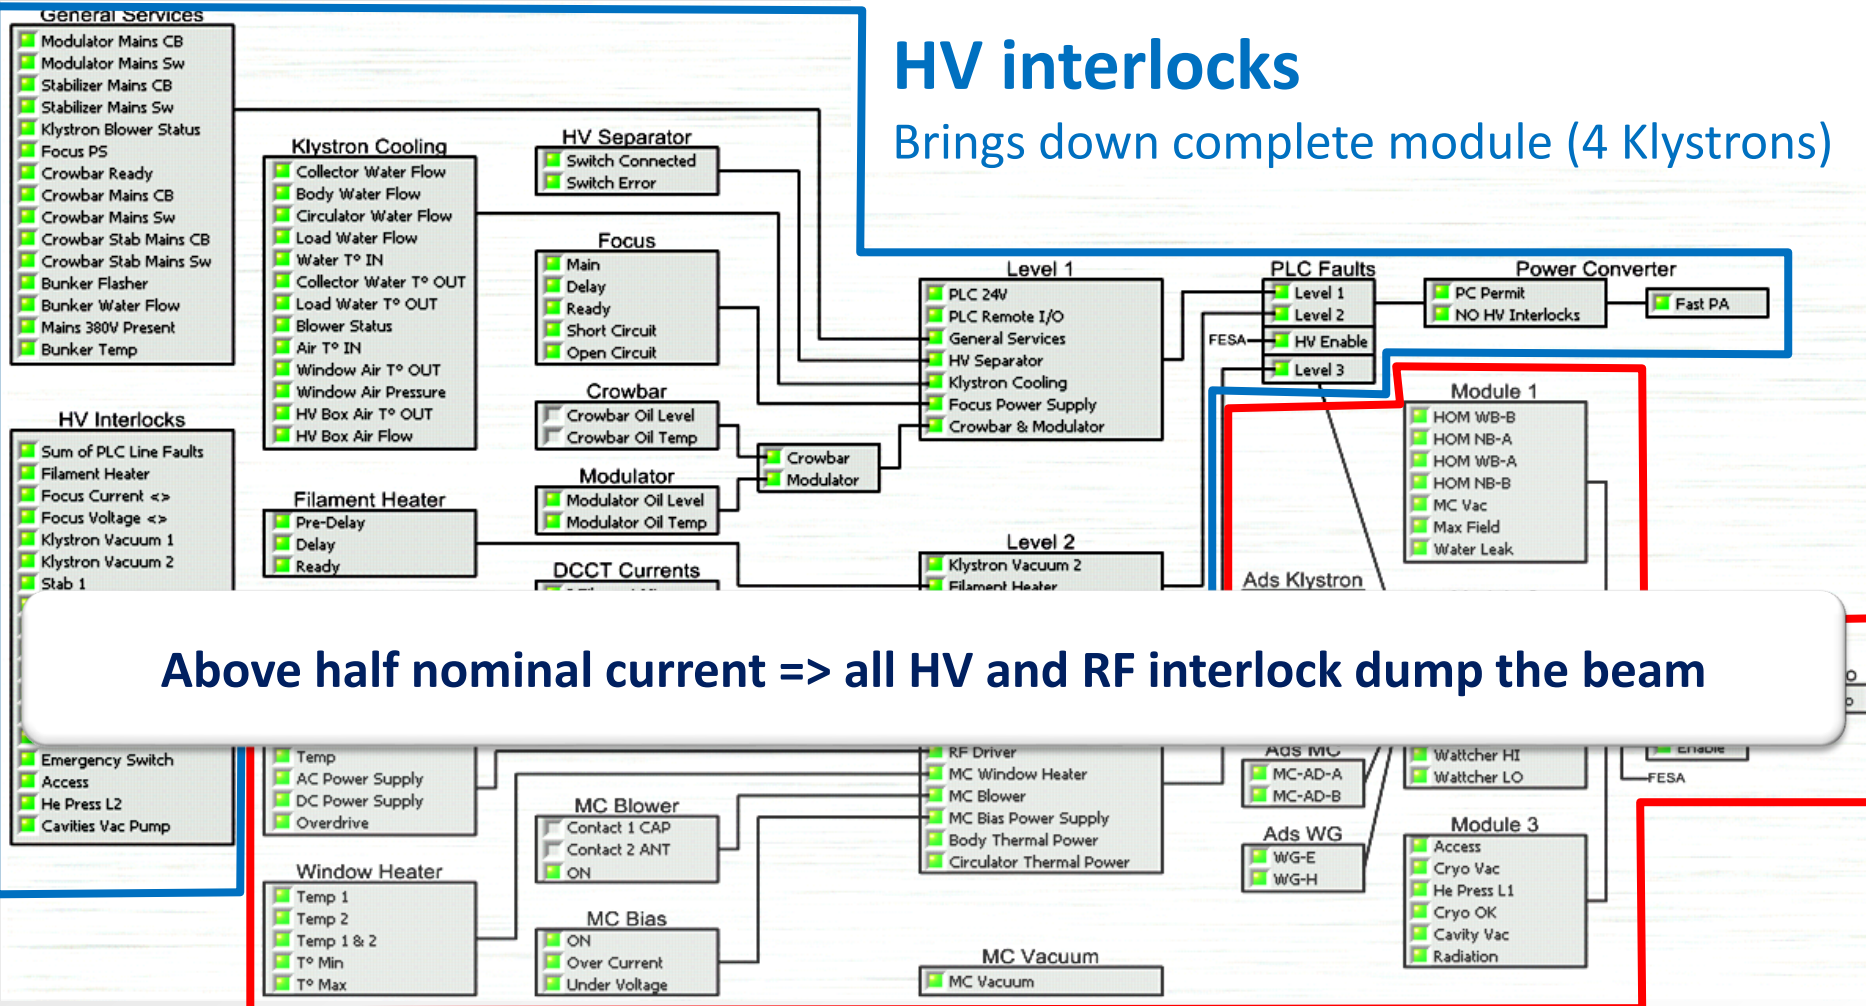 General Services
Modulator Mains CB
Modulator Mains Sw
Stabilizer Mains CB
Stabilizer Mains Sw
Klystron Blower Status
Focus PS
Crowbar Ready
Crowbar Mains CB
Crowbar Mains Sw
Crowbar Stab Mains CB
Crowbar Stab Mains Sw
Bunker Flasher
Bunker Water Flow
Mains 380V Present
Bunker Temp
HV interlocks
Brings down complete module (4 Klystrons)
Klystron Cooling
Collector Water Flow
Body Water Flow
Circulator Water Flow
Load Water Flow
Water Tº IN
Collector Water Tº OUT
Load Water Tº OUT
Blower Status
Air Tº IN
Window Air Tº OUT
Window Air Pressure
HV Box Air Tº OUT
HV Box Air Flow
HV Separator
Switch Connected
Switch Error
Focus
Main
Delay
Ready
Short Circuit
Open Circuit
Crowbar
Crowbar Oil Level
Crowbar Oil Temp
Modulator
Modulator Oil Level
Modulator Oil Temp
Crowbar
Modulator
Level 1
PLC 24V
PLC Remote I/O
General Services
HV Separator
Klystron Cooling
Focus Power Supply
Crowbar & Modulator
PLC Faults
Level 1
Level 2
FESA
HV Enable
Level 3
Power Converter
PC Permit
NO HV Interlocks
Fast PA
HV Interlocks
Sum of PLC Line Faults
Filament Heater
Focus Current <>
Focus Voltage <>
Klystron Vacuum 1
Klystron Vacuum 2
Stab 1
Filament Heater
Pre-Delay
Delay
Ready
DCCT Currents
Level 2
Klystron Vacuum 2
Filament Heater
Module 1
HOM WB-B
HOM NB-A
HOM WB-A
HOM NB-B
MC Vac
Max Field
Water Leak
Ads Klystron
Above half nominal current => all HV and RF interlock dump the beam
Emergency Switch
Access
He Press L2
Cavities Vac Pump
Temp
AC Power Supply
DC Power Supply
Overdrive
Window Heater
Temp 1
Temp 2
Temp 1 & 2
Tº Min
Tº Max
MC Blower
Contact 1 CAP
Contact 2 ANT
ON
MC Bias
ON
Over Current
Under Voltage
RF Driver
MC Window Heater
MC Blower
MC Bias Power Supply
Body Thermal Power
Circulator Thermal Power
MC Vacuum
MC Vacuum
Ads MC
MC-AD-A
MC-AD-B
Ads WG
WG-E
WG-H
Wattcher HI
Wattcher LO
Enable
FESA
Module 3
Access
Cryo Vac
He Press L1
Cryo OK
Cavity Vac
Radiation